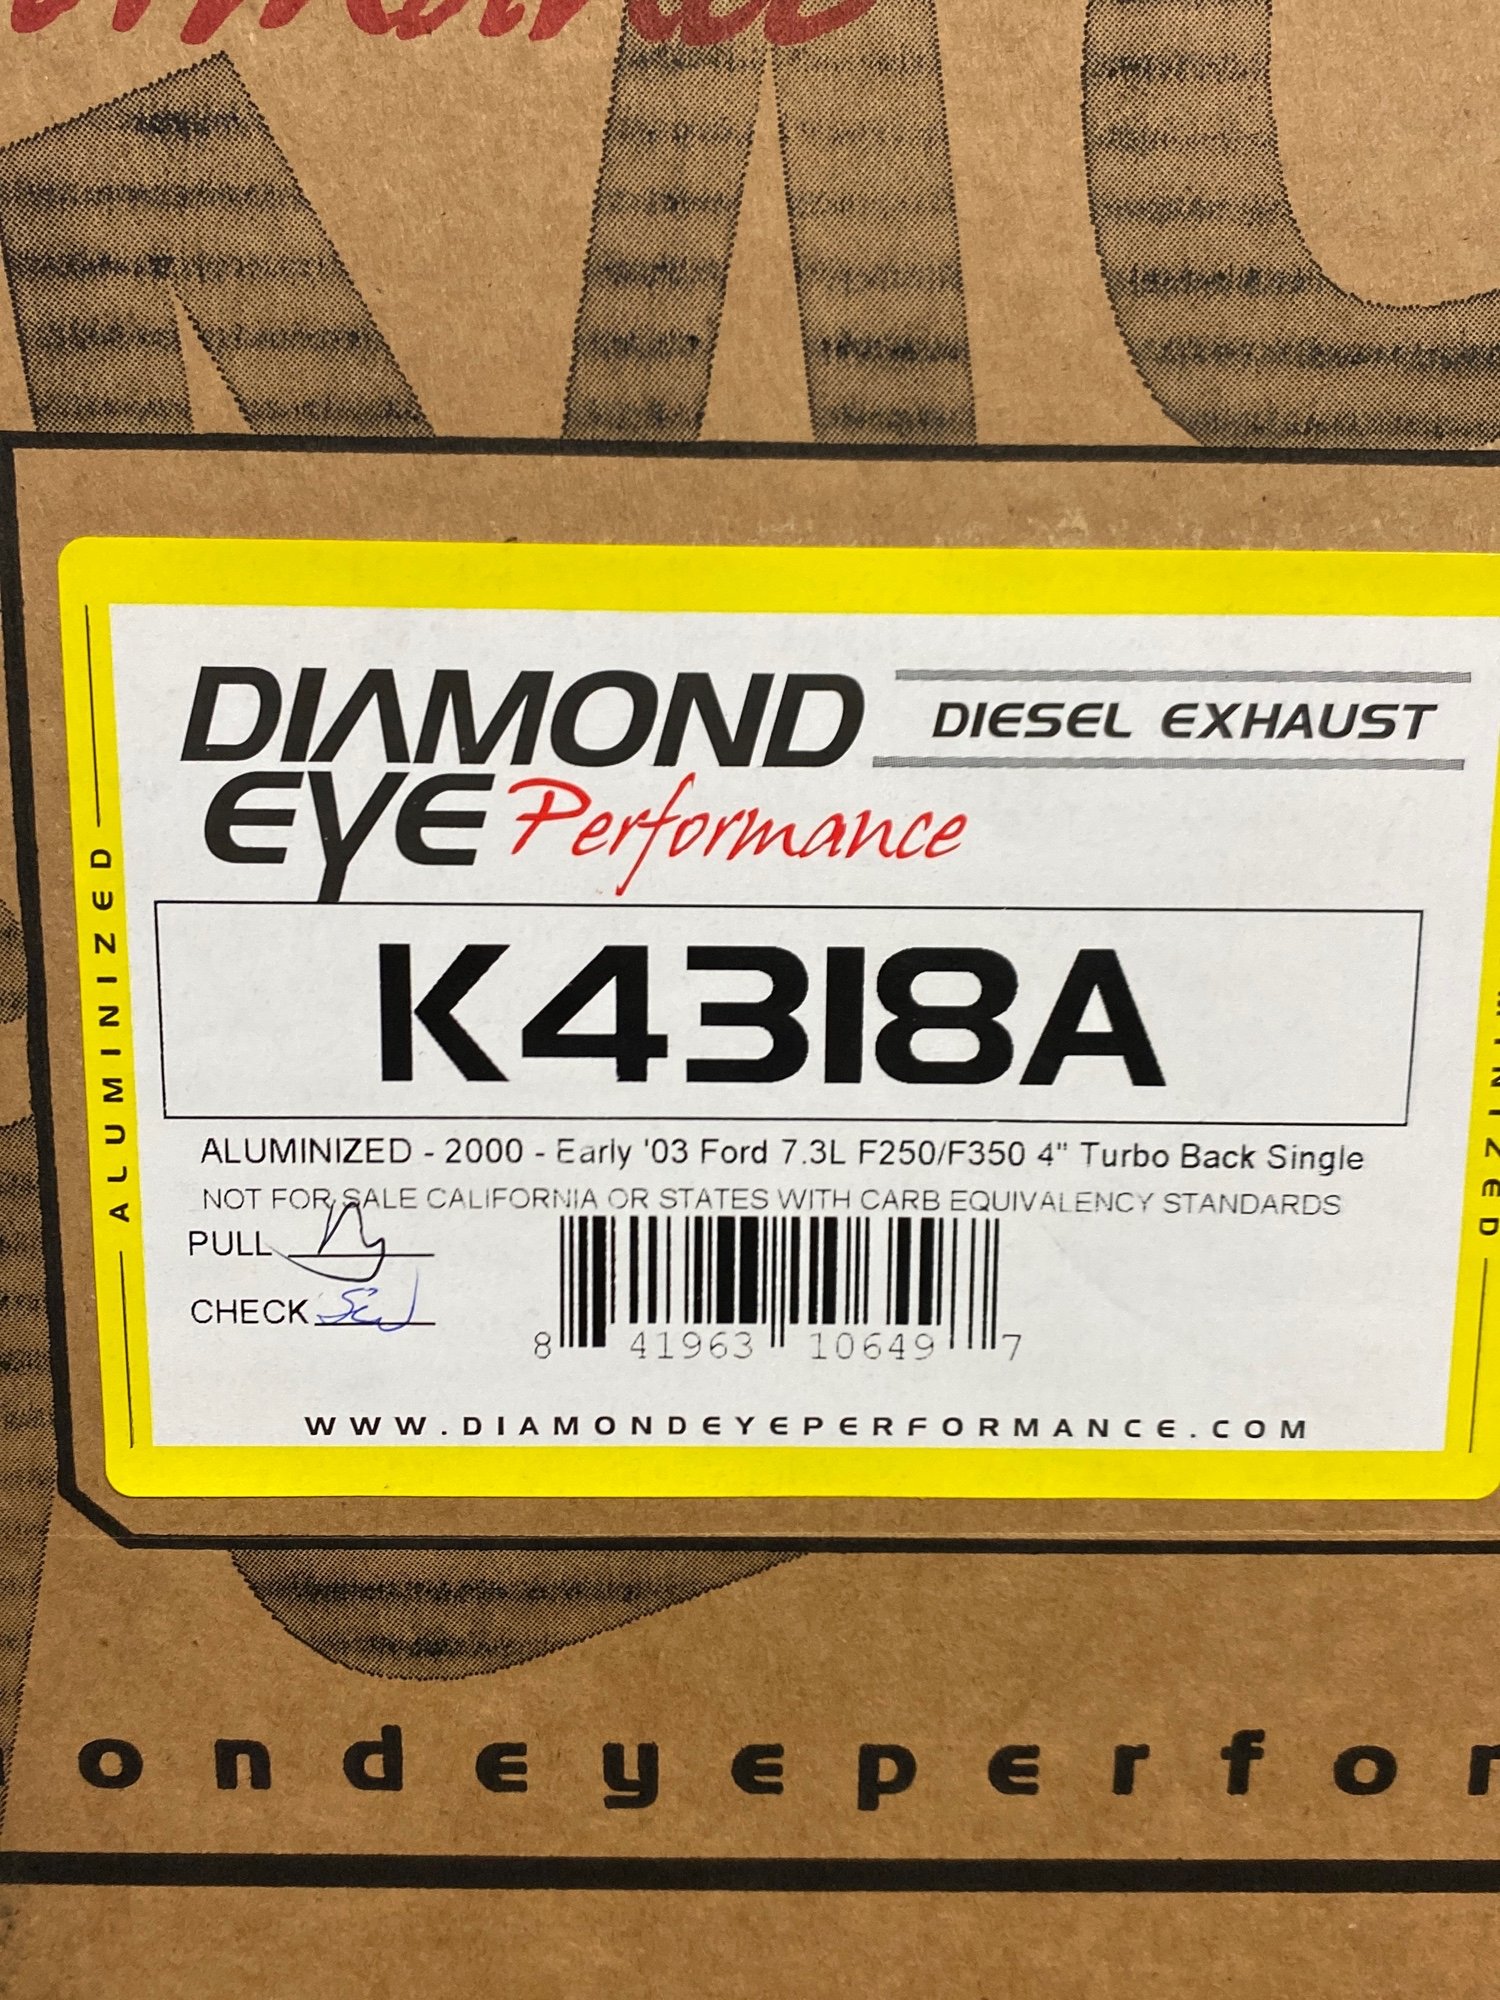 DIAMOND
DIESEL EXHAUST
EYE Performance
K4318A
ALUMINIZED - 2000 - Early '03 Ford 7.3L F250/F350 4" Turbo Back Single
NOT FOR SALE CALIFORNIA OR STATES WITH CARB EQUIVALENCY STANDARDS
PULL
CHECK
8 41963 10649 7
WWW.DIAMONDEYEPERFORMANCE.COM
ALUMINIZED
MINIZED
ondeyeperfor